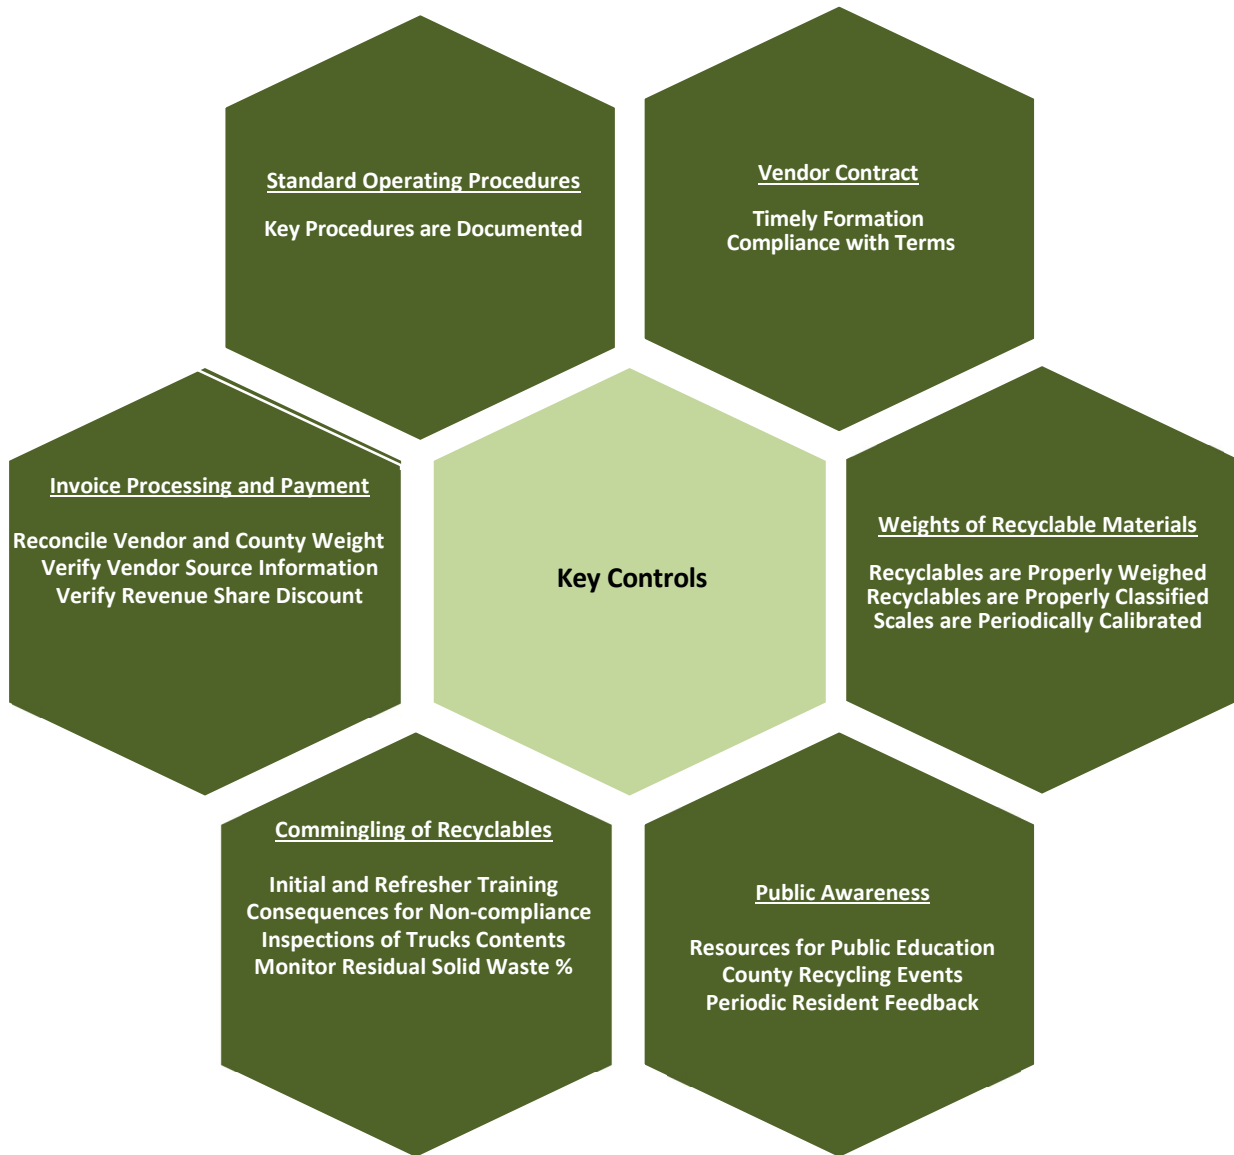 Standard Operating Procedures
Key Procedures are Documented
Vendor Contract
Timely Formation
Compliance with Terms
Invoice Processing and Payment
Reconcile Vendor and County Weight
Verify Vendor Source Information
Verify Revenue Share Discount
Key Controls
Weights of Recyclable Materials
Recyclables are Properly Weighed
Recyclables are Properly Classified
Scales are Periodically Calibrated
Commingling of Recyclables
Initial and Refresher Training
Consequences for Non-compliance
Inspections of Trucks Contents
Monitor Residual Solid Waste %
Public Awareness
Resources for Public Education
County Recycling Events
Periodic Resident Feedback